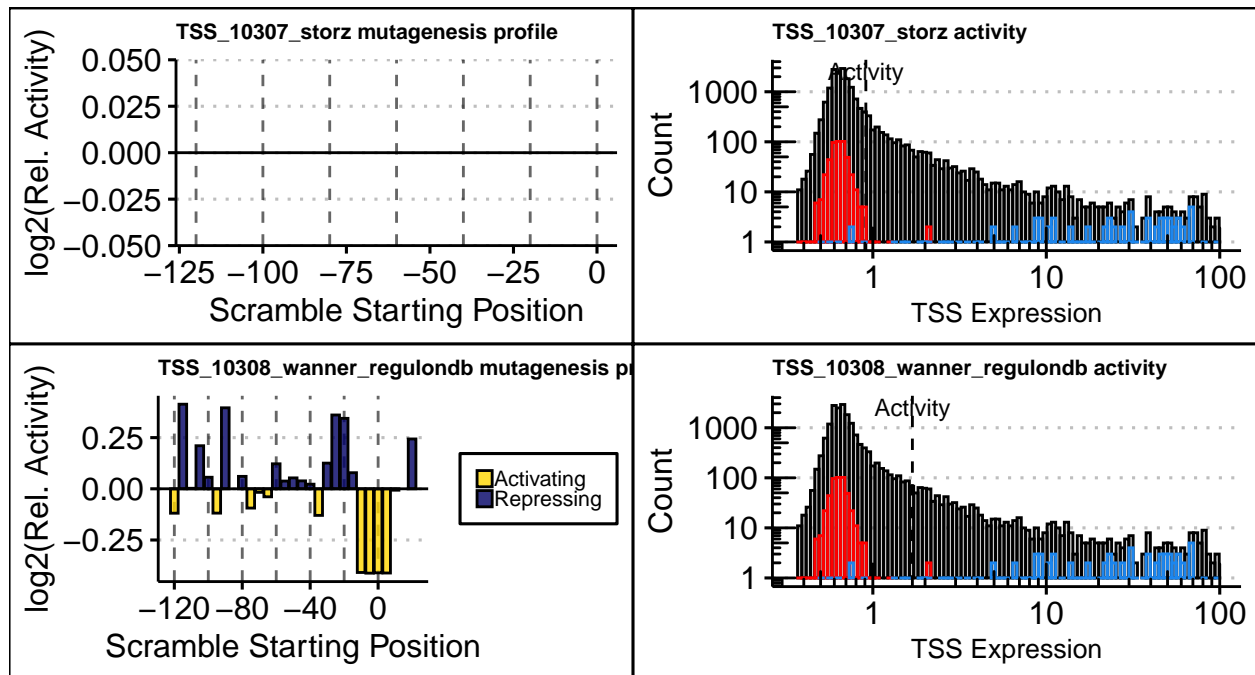 TSS_10307_storz mutagenesis profile
log2(Rel. Activity)
0.050
0.025
0.000
−0.025
−0.050
−125 −100 −75 −50 −25 0
Scramble Starting Position
TSS_10307_storz activity
Activity
Count
1000
100
10
1
1 10 100
TSS Expression
TSS_10308_wanner_regulondb mutagenesis pr
log2(Rel. Activity)
0.25
0.00
−0.25
−120 −80 −40 0
Scramble Starting Position
Activating
Repressing
TSS_10308_wanner_regulondb activity
Activity
Count
1000
100
10
1
1 10 100
TSS Expression